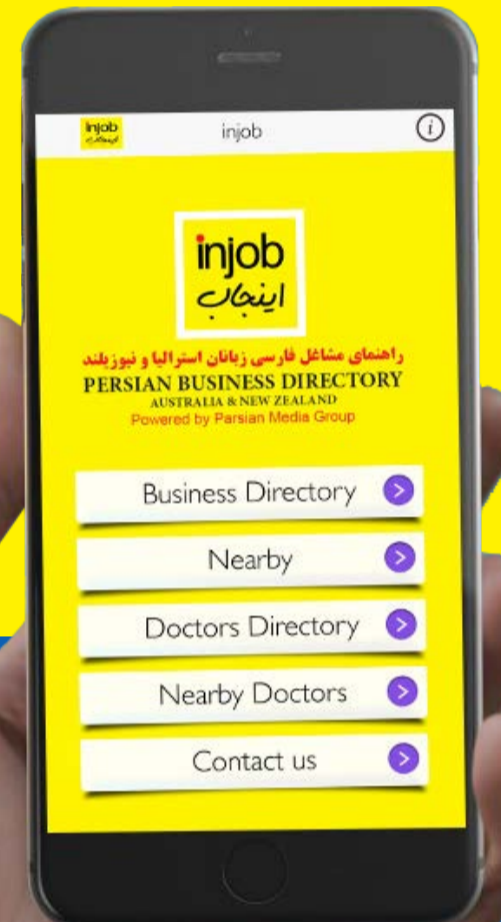 injob
اینجاب
injob
i
injob
اینجاب
راهنمای مشاغل فارسی زبانان استرالیا و نیوزیلند
PERSIAN BUSINESS DIRECTORY
AUSTRALIA & NEW ZEALAND
Powered by Parsian Media Group
Business Directory
Nearby
Doctors Directory
Nearby Doctors
Contact us